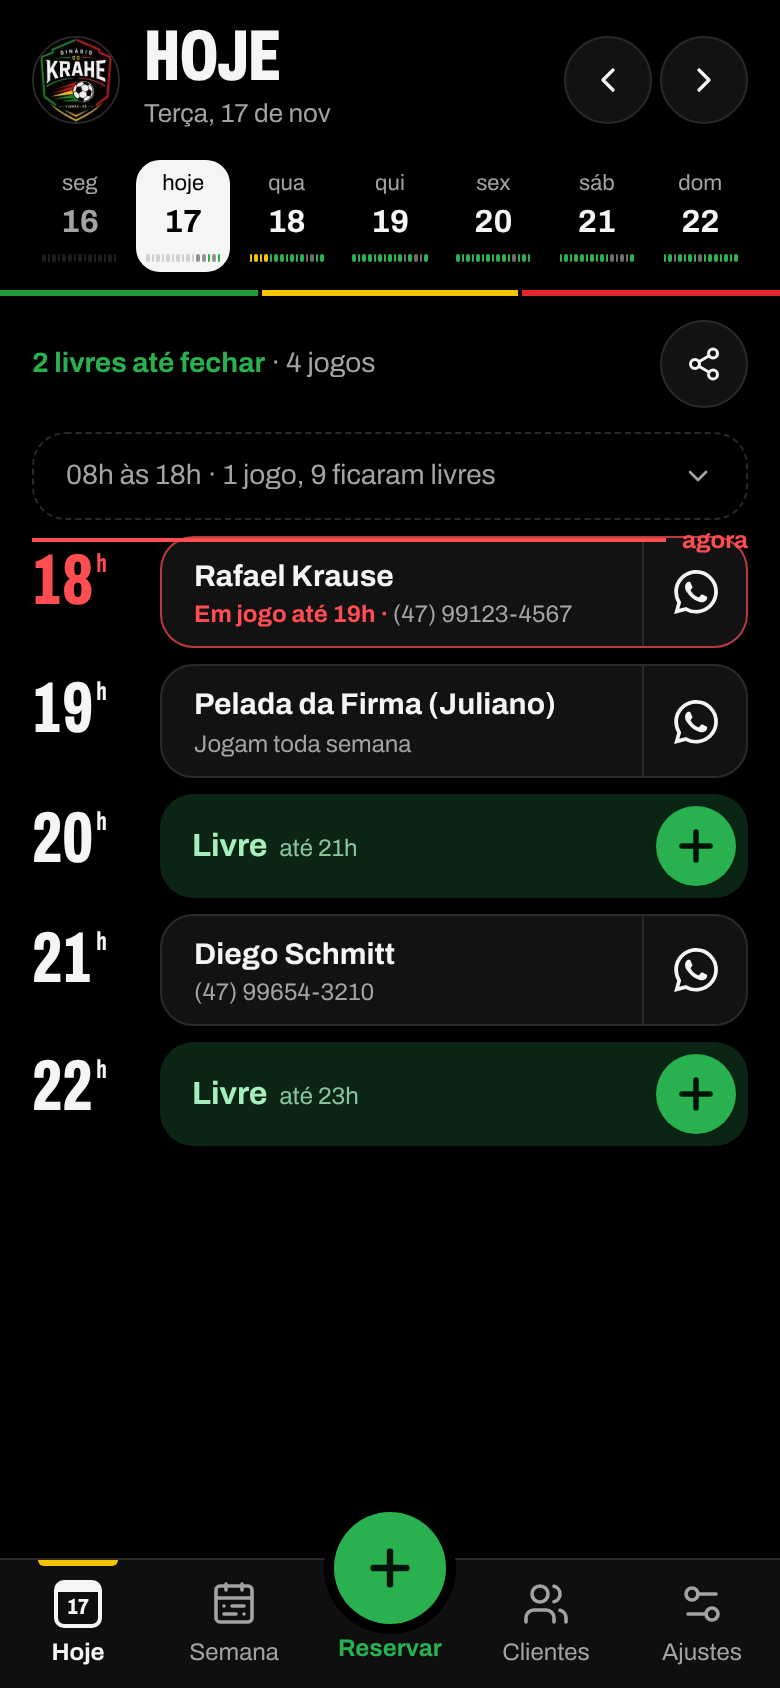 GINÁSIO
DO
KRAHE
HOJE
Terça, 17 de nov
seg hoje qua qui sex sáb dom
16 17 18 19 20 21 22
2 livres até fechar · 4 jogos
08h às 18h · 1 jogo, 9 ficaram livres
agora
18h
Rafael Krause
Em jogo até 19h · (47) 99123-4567
19h
Pelada da Firma (Juliano)
Jogam toda semana
20h
Livre até 21h
21h
Diego Schmitt
(47) 99654-3210
22h
Livre até 23h
17
Hoje Semana Reservar Clientes Ajustes